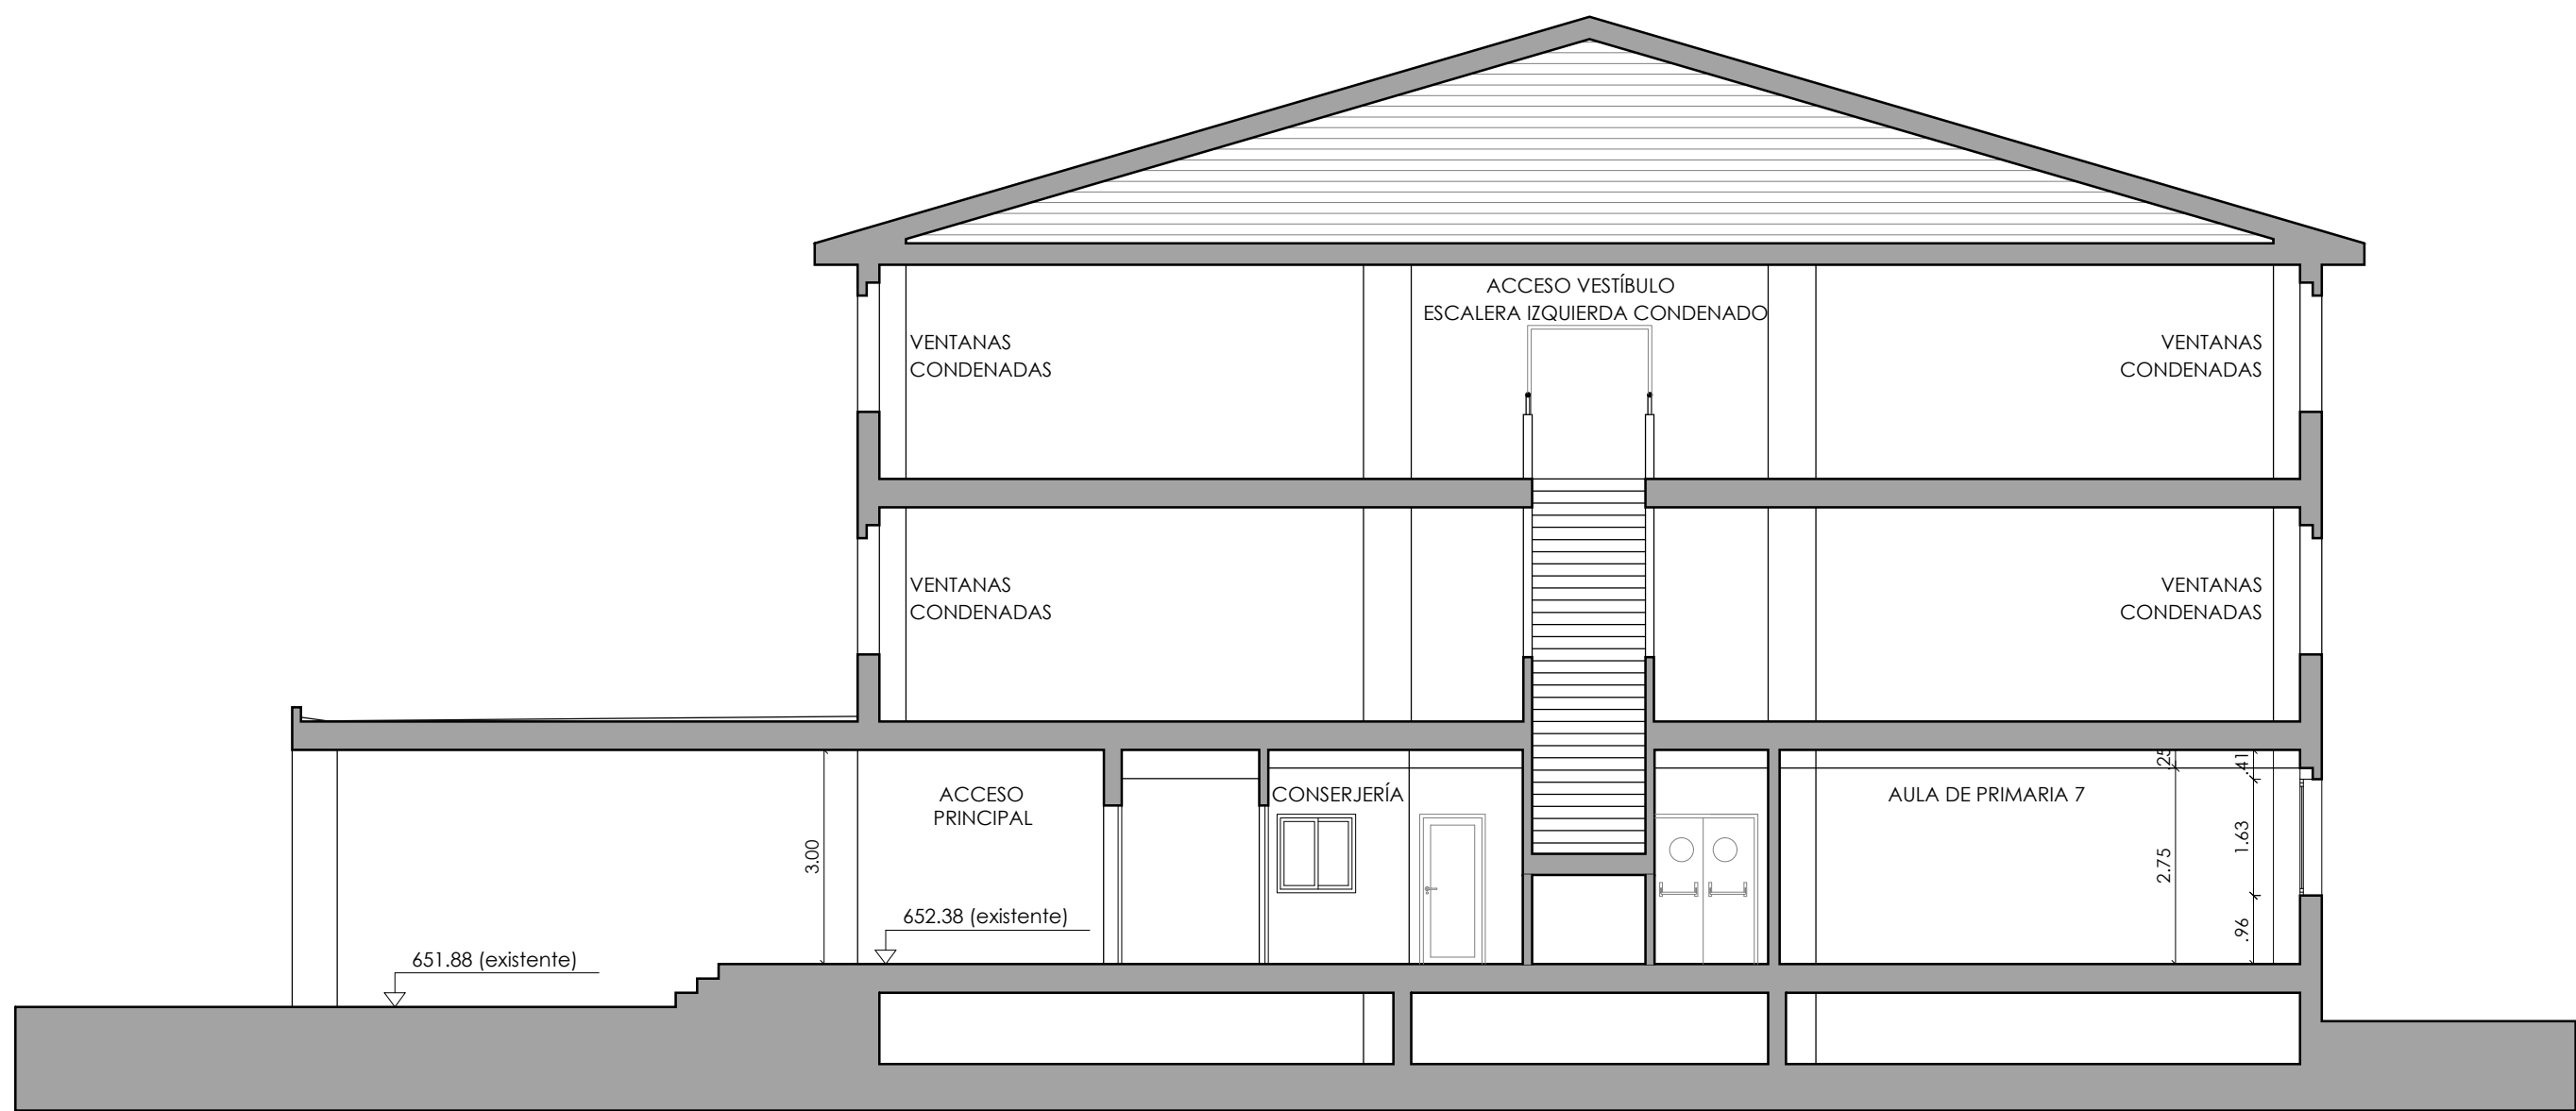 ACCESO VESTÍBULO
ESCALERA IZQUIERDA CONDENADO
VENTANAS
CONDENADAS
VENTANAS
CONDENADAS
VENTANAS
CONDENADAS
VENTANAS
CONDENADAS
ACCESO
PRINCIPAL
CONSERJERÍA
AULA DE PRIMARIA 7
3.00
.25
2.75
.41
1.63
.96
652.38 (existente)
651.88 (existente)